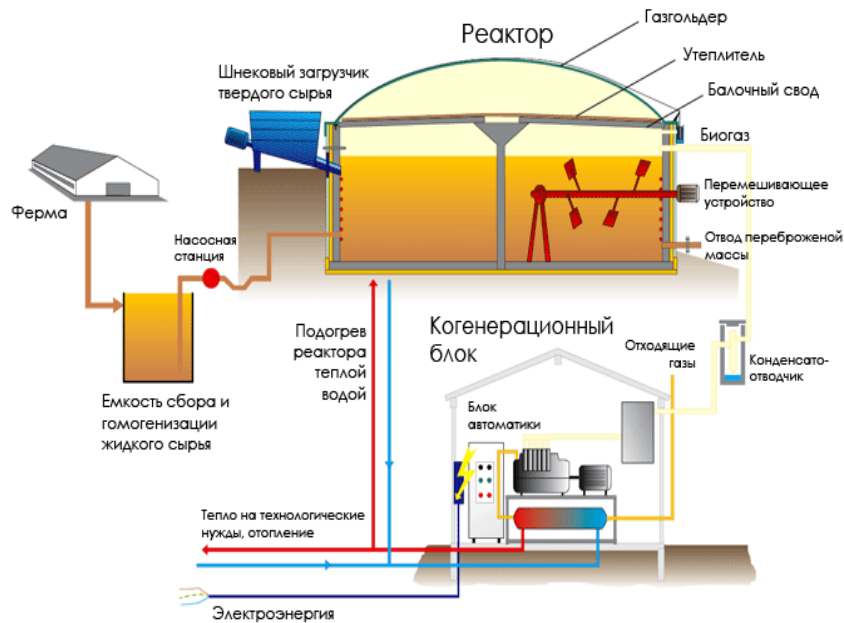 Реактор
Газгольдер
Утеплитель
Балочный свод
Шнековый загрузчик
твердого сырья
Биогаз
Ферма
Перемешивающее
устройство
Насосная
станция
Отвод переброженой
массы
Подогрев
реактора
теплой
водой
Когенерационный
блок
Отходящие
газы
Конденсато-
отводчик
Емкость сбора и
гомогенизации
жидкого сырья
Блок
автоматики
Тепло на технологические
нужды, отопление
Электроэнергия